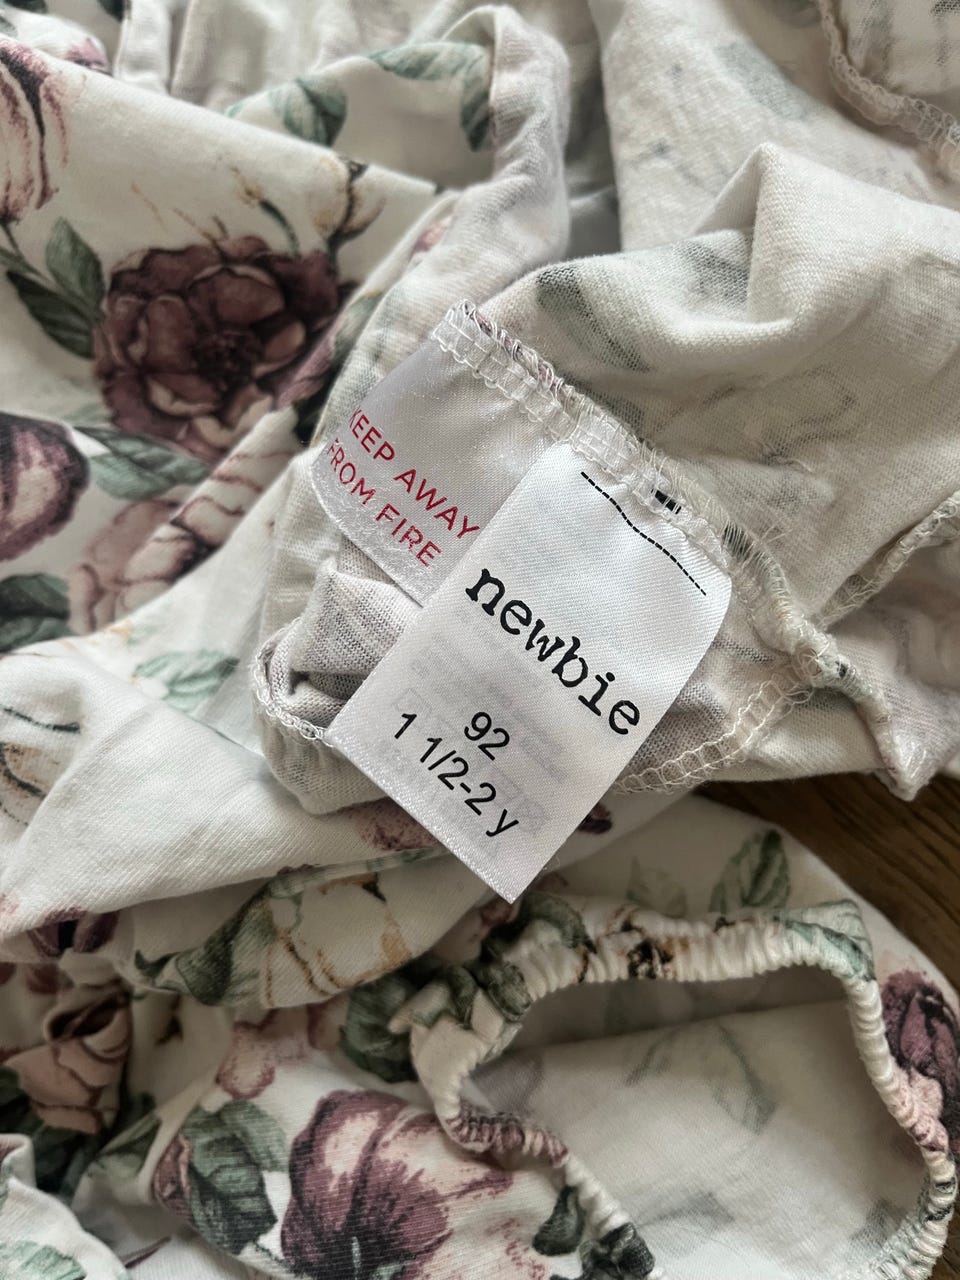 KEEP AWAY
FROM FIRE
newbie
92
1 1/2-2 y